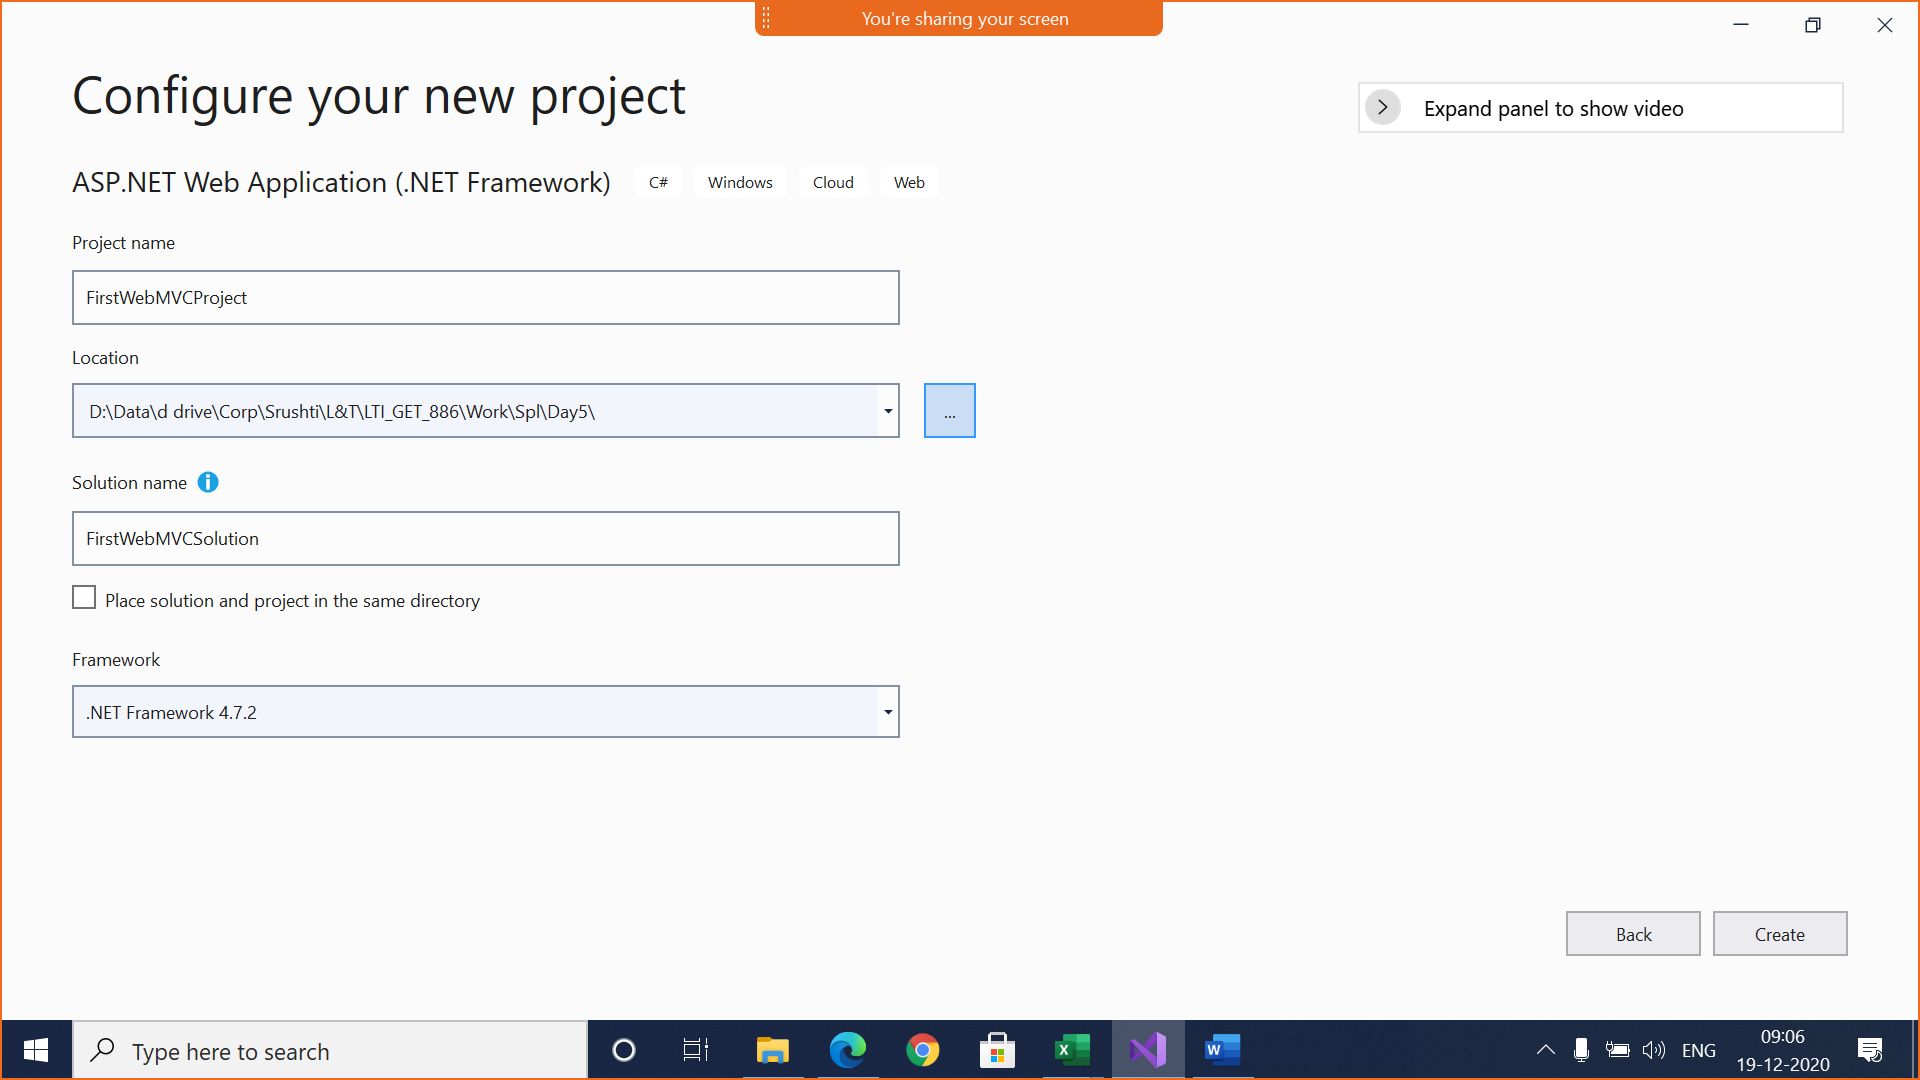 You're sharing your screen
Configure your new project
Expand panel to show video
ASP.NET Web Application (.NET Framework) C# Windows Cloud Web
Project name
FirstWebMVCProject
Location
D:\Data\d drive\Corp\Srushti\L&T\LTI_GET_886\Work\Spl\Day5\
...
Solution name
FirstWebMVCSolution
Place solution and project in the same directory
Framework
.NET Framework 4.7.2
Back Create
Type here to search
ENG
09:06
19-12-2020